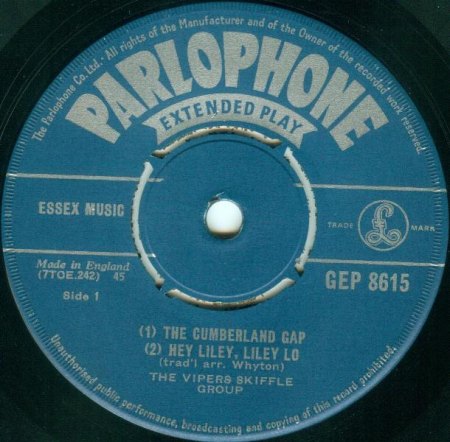 The Parlophone Co. Ltd. All rights of the Manufacturer and of the Owner of the recorded work reserved.
PARLOPHONE
EXTENDED PLAY
ESSEX MUSIC
TRADE MARK
£
Made in England
(7TOE.242) 45
GEP 8615
Side 1
(1) THE CUMBERLAND GAP
(2) HEY LILEY, LILEY LO
(trad'l arr. Whyton)
THE VIPERS SKIFFLE
GROUP
Unauthorised public performance, broadcasting and copying of this record prohibited.